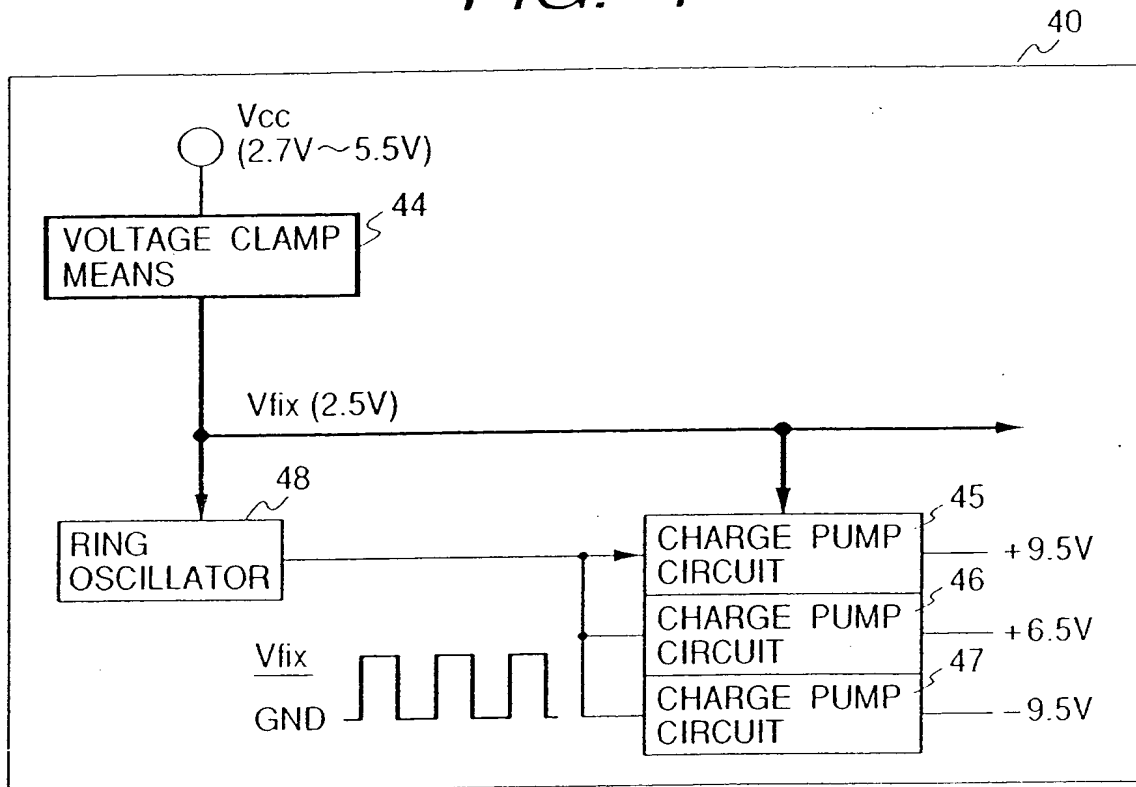 FIG.
40
Vcc
(2.7V~5.5V)
44
VOLTAGE CLAMP
MEANS
Vfix (2.5V)
48
RING
OSCILLATOR
45
CHARGE PUMP
CIRCUIT
+9.5V
46
CHARGE PUMP
CIRCUIT
+6.5V
47
CHARGE PUMP
CIRCUIT
-9.5V
Vfix
GND